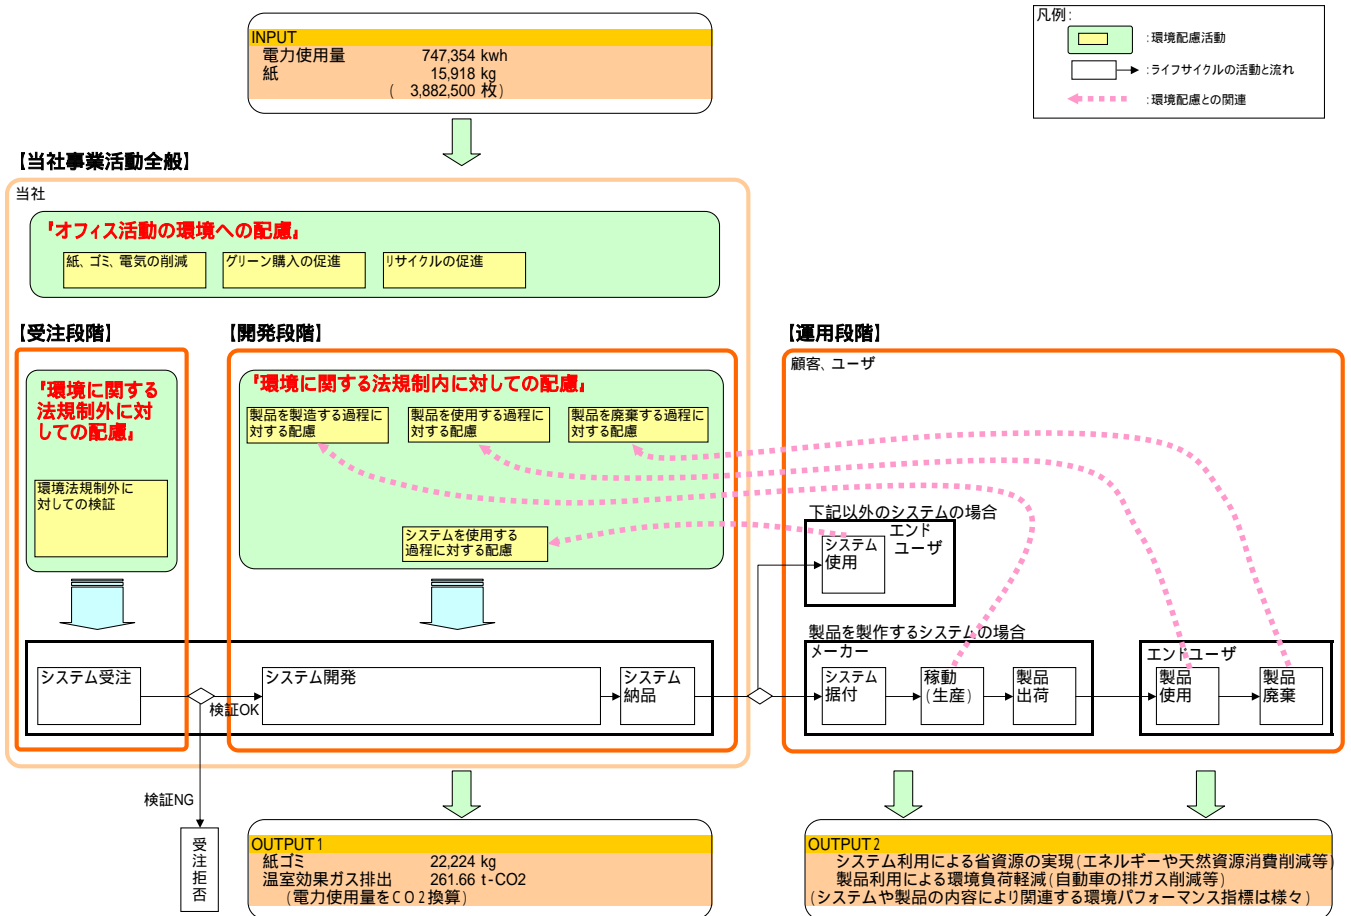 凡例:
:環境配慮活動
:ライフサイクルの活動と流れ
:環境配慮との関連
INPUT
電力使用量 747,354 kwh
紙 15,918 kg
( 3,882,500 枚)
【当社事業活動全般】
当社
『オフィス活動の環境への配慮』
紙、ゴミ、電気の削減
グリーン購入の促進
リサイクルの促進
【受注段階】
【開発段階】
【運用段階】
『環境に関する
法規制外に対
しての配慮』
環境法規制外に
対しての検証
『環境に関する法規制内に対しての配慮』
製品を製造する過程に
対する配慮
製品を使用する過程に
対する配慮
製品を廃棄する過程に
対する配慮
システムを使用する
過程に対する配慮
顧客、ユーザ
下記以外のシステムの場合
エンド
ユーザ
システム
使用
製品を製作するシステムの場合
メーカー
システム
据付
稼動
(生産)
製品
出荷
エンドユーザ
製品
使用
製品
廃棄
システム受注
検証OK
システム開発
システム
納品
検証NG
受
注
拒
否
OUTPUT1
紙ゴミ 22,224 kg
温室効果ガス排出 261.66 t-CO2
(電力使用量をCO2換算)
OUTPUT2
システム利用による省資源の実現(エネルギーや天然資源消費削減等)
製品利用による環境負荷軽減(自動車の排ガス削減等)
(システムや製品の内容により関連する環境パフォーマンス指標は様々)